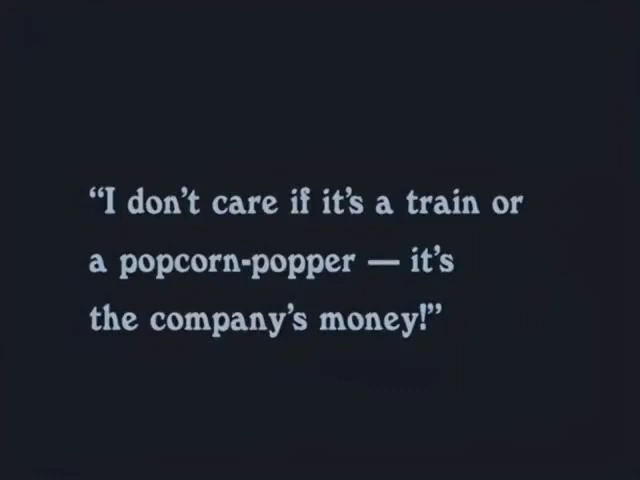 “I don’t care if it’s a train or
a popcorn-popper — it’s
the company’s money!”